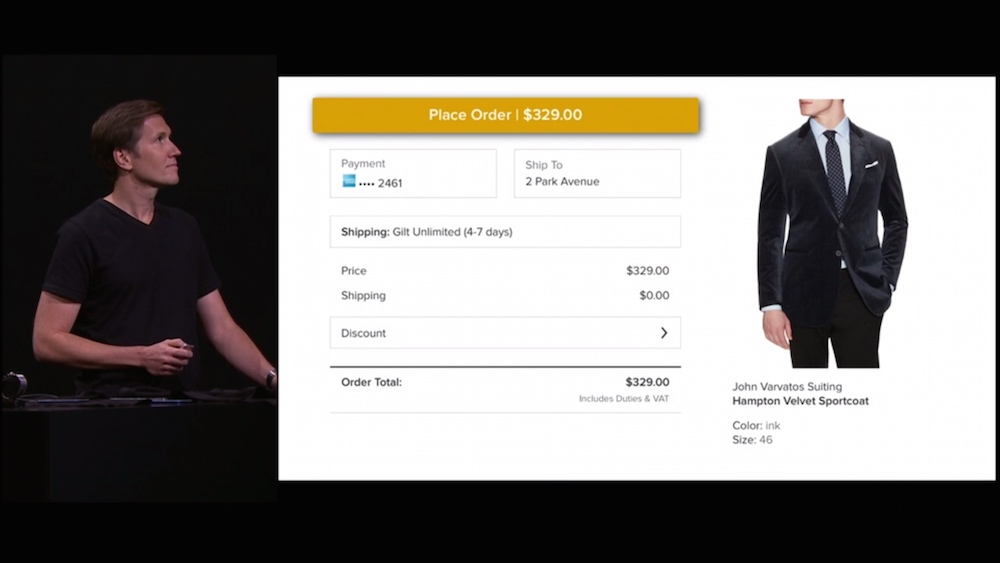 Place Order | $329.00
Payment
•••• 2461
Ship To
2 Park Avenue
Shipping: Gilt Unlimited (4-7 days)
Price $329.00
Shipping $0.00
Discount
Order Total: $329.00
Includes Duties & VAT
John Varvatos Suiting
Hampton Velvet Sportcoat
Color: ink
Size: 46